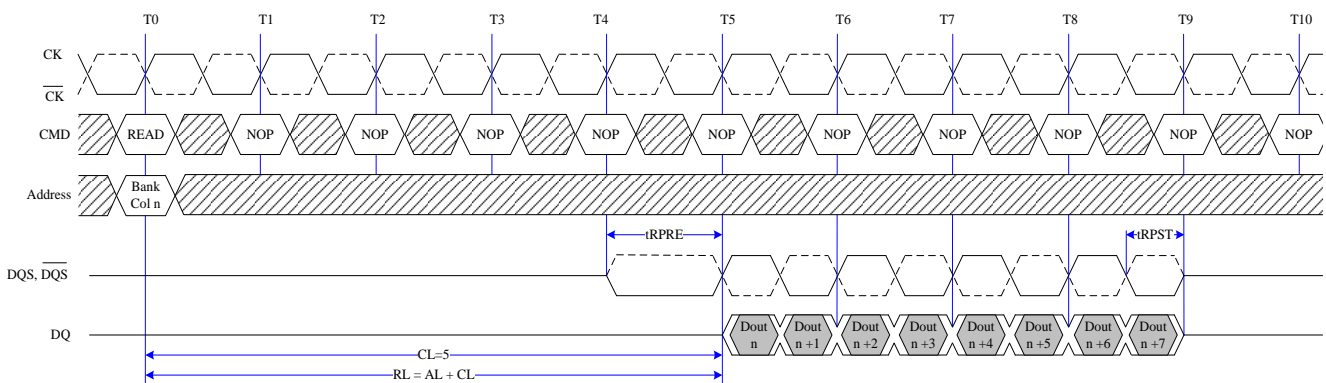 T0 T1 T2 T3 T4 T5 T6 T7 T8 T9 T10
CK
CK
CMD READ NOP NOP NOP NOP NOP NOP NOP NOP NOP NOP
Address Bank
Col n
tRPRE tRPST
DQS, DQS
DQ Dout Dout Dout Dout Dout Dout Dout Dout
n n +1 n +2 n +3 n +4 n +5 n +6 n +7
CL=5
RL = AL + CL